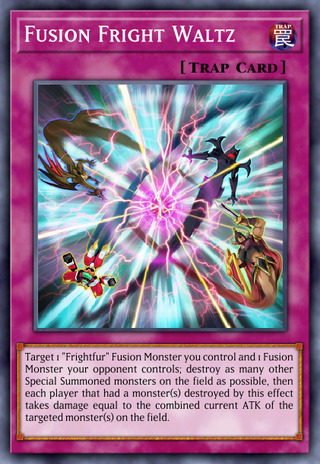 Fusion Fright Waltz
TRAP
罠
[ Trap Card ]
Target 1 "Frightfur" Fusion Monster you control and 1 Fusion
Monster your opponent controls; destroy as many other
Special Summoned monsters on the field as possible, then
each player that had a monster(s) destroyed by this effect
takes damage equal to the combined current ATK of the
targeted monster(s) on the field.